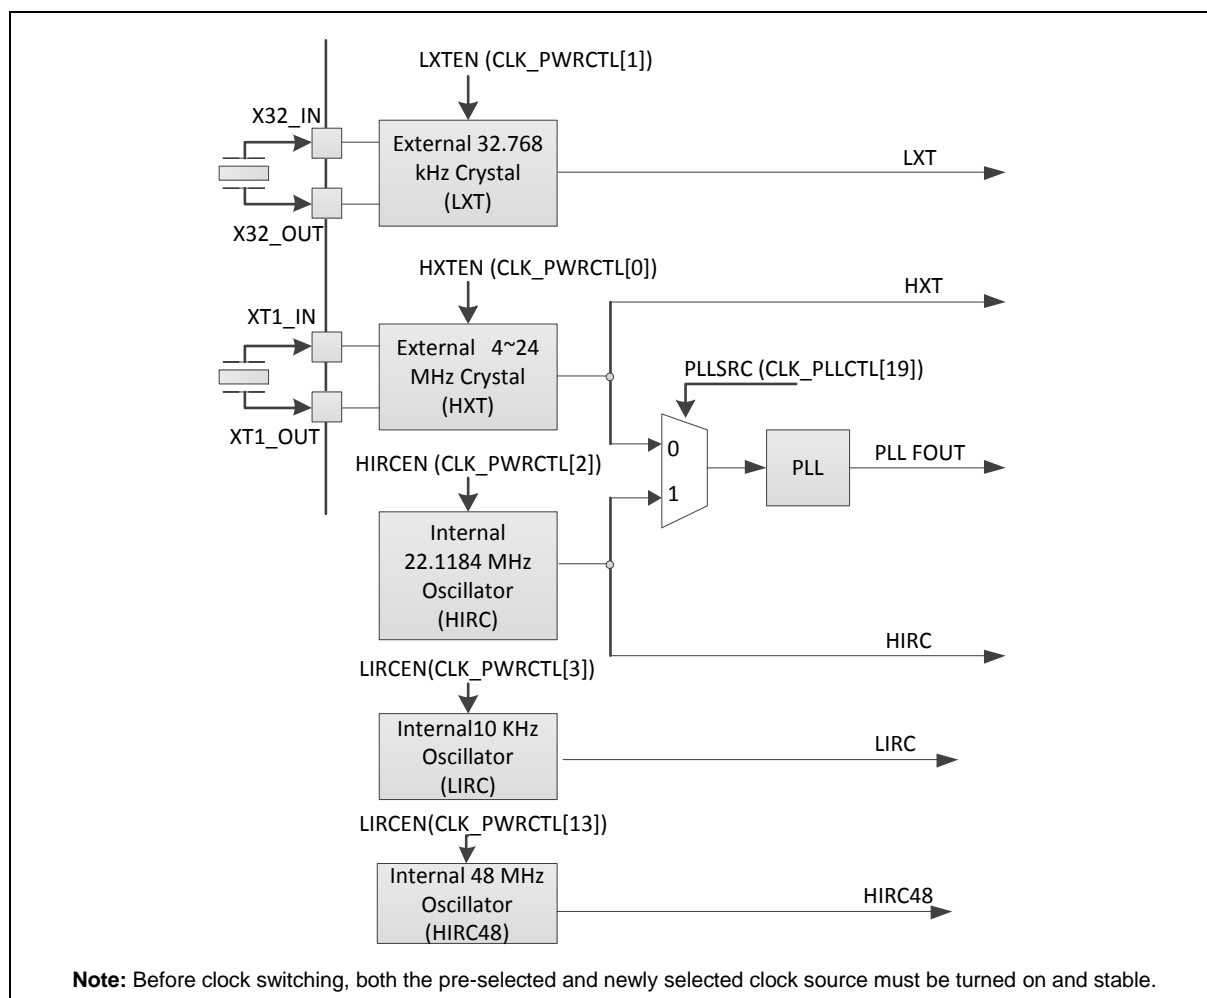 LXTEN (CLK_PWRCTL[1])
X32_IN
External 32.768
kHz Crystal
(LXT)
LXT
X32_OUT
HXTEN (CLK_PWRCTL[0])
HXT
XT1_IN
External 4~24
MHz Crystal
(HXT)
PLLSRC (CLK_PLLCTL[19])
XT1_OUT
0
1
PLL
PLL FOUT
HIRCEN (CLK_PWRCTL[2])
Internal
22.1184 MHz
Oscillator
(HIRC)
HIRC
LIRCEN(CLK_PWRCTL[3])
Internal10 KHz
Oscillator
(LIRC)
LIRC
LIRCEN(CLK_PWRCTL[13])
Internal 48 MHz
Oscillator
(HIRC48)
HIRC48
Note: Before clock switching, both the pre-selected and newly selected clock source must be turned on and stable.